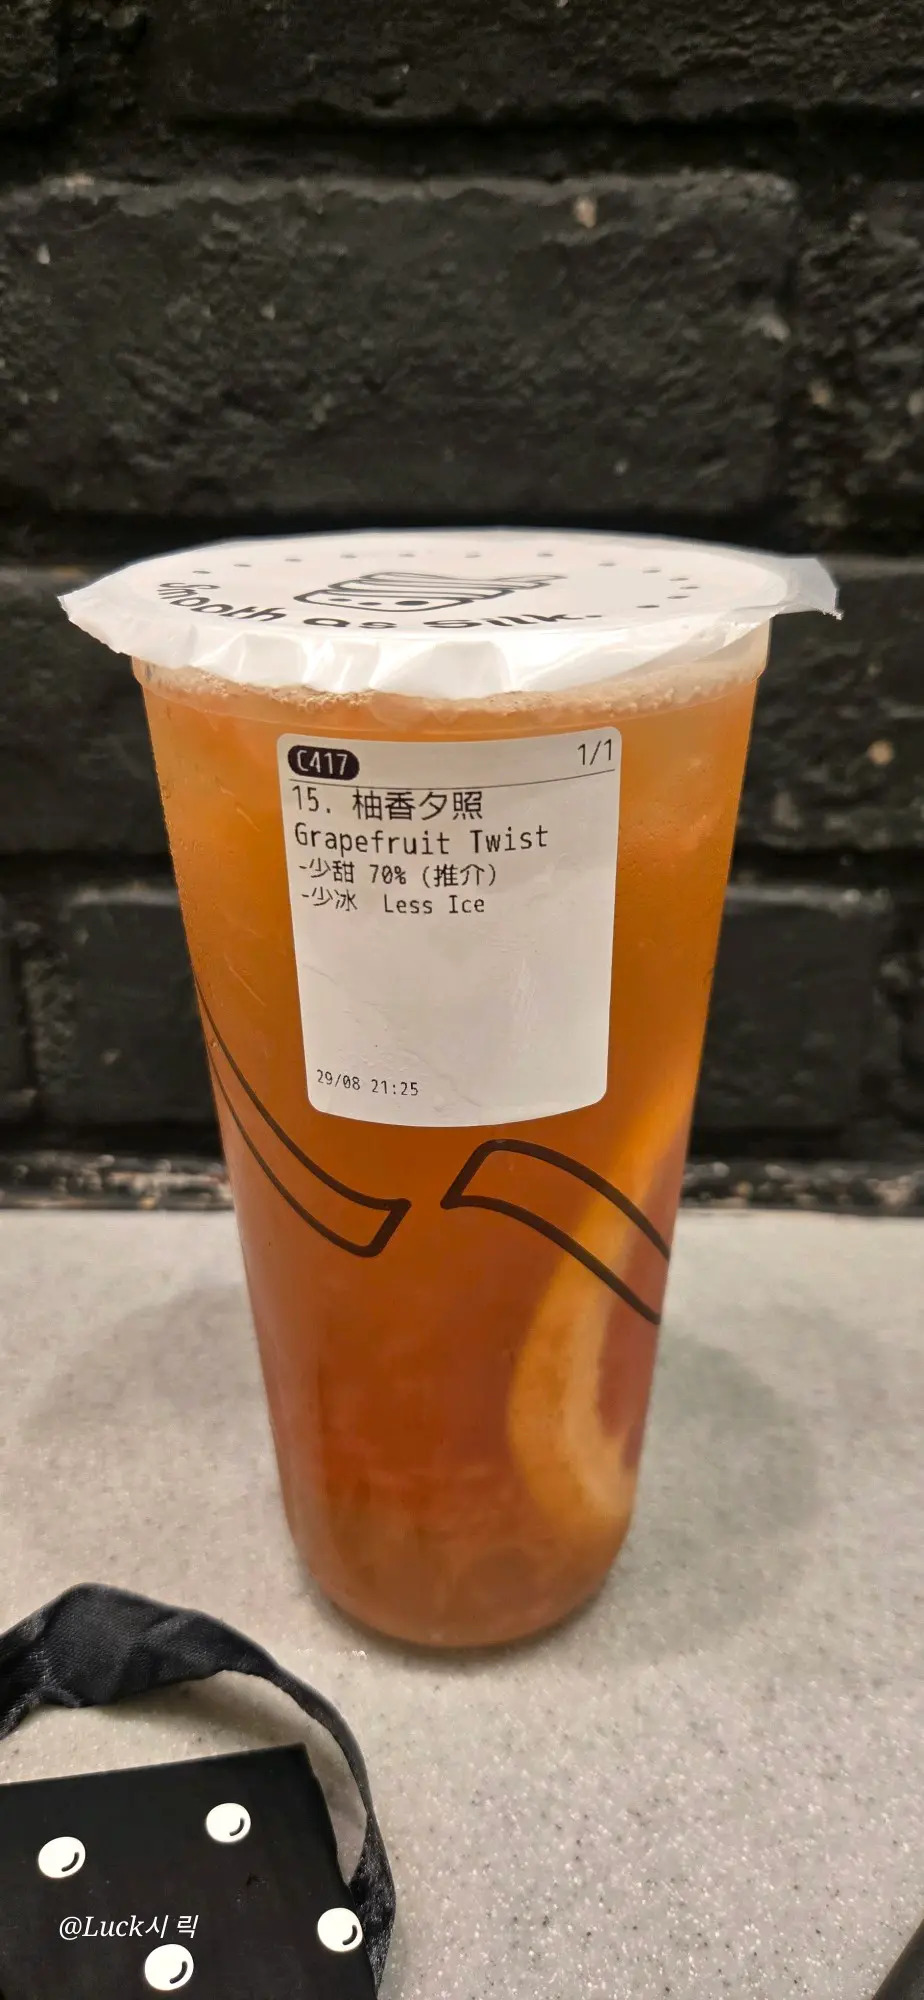 Smooth as Silk.
C417 1/1
15. 柚香夕照
Grapefruit Twist
-少甜 70% (推介)
-少冰 Less Ice
29/08 21:25
@Luck시 릭